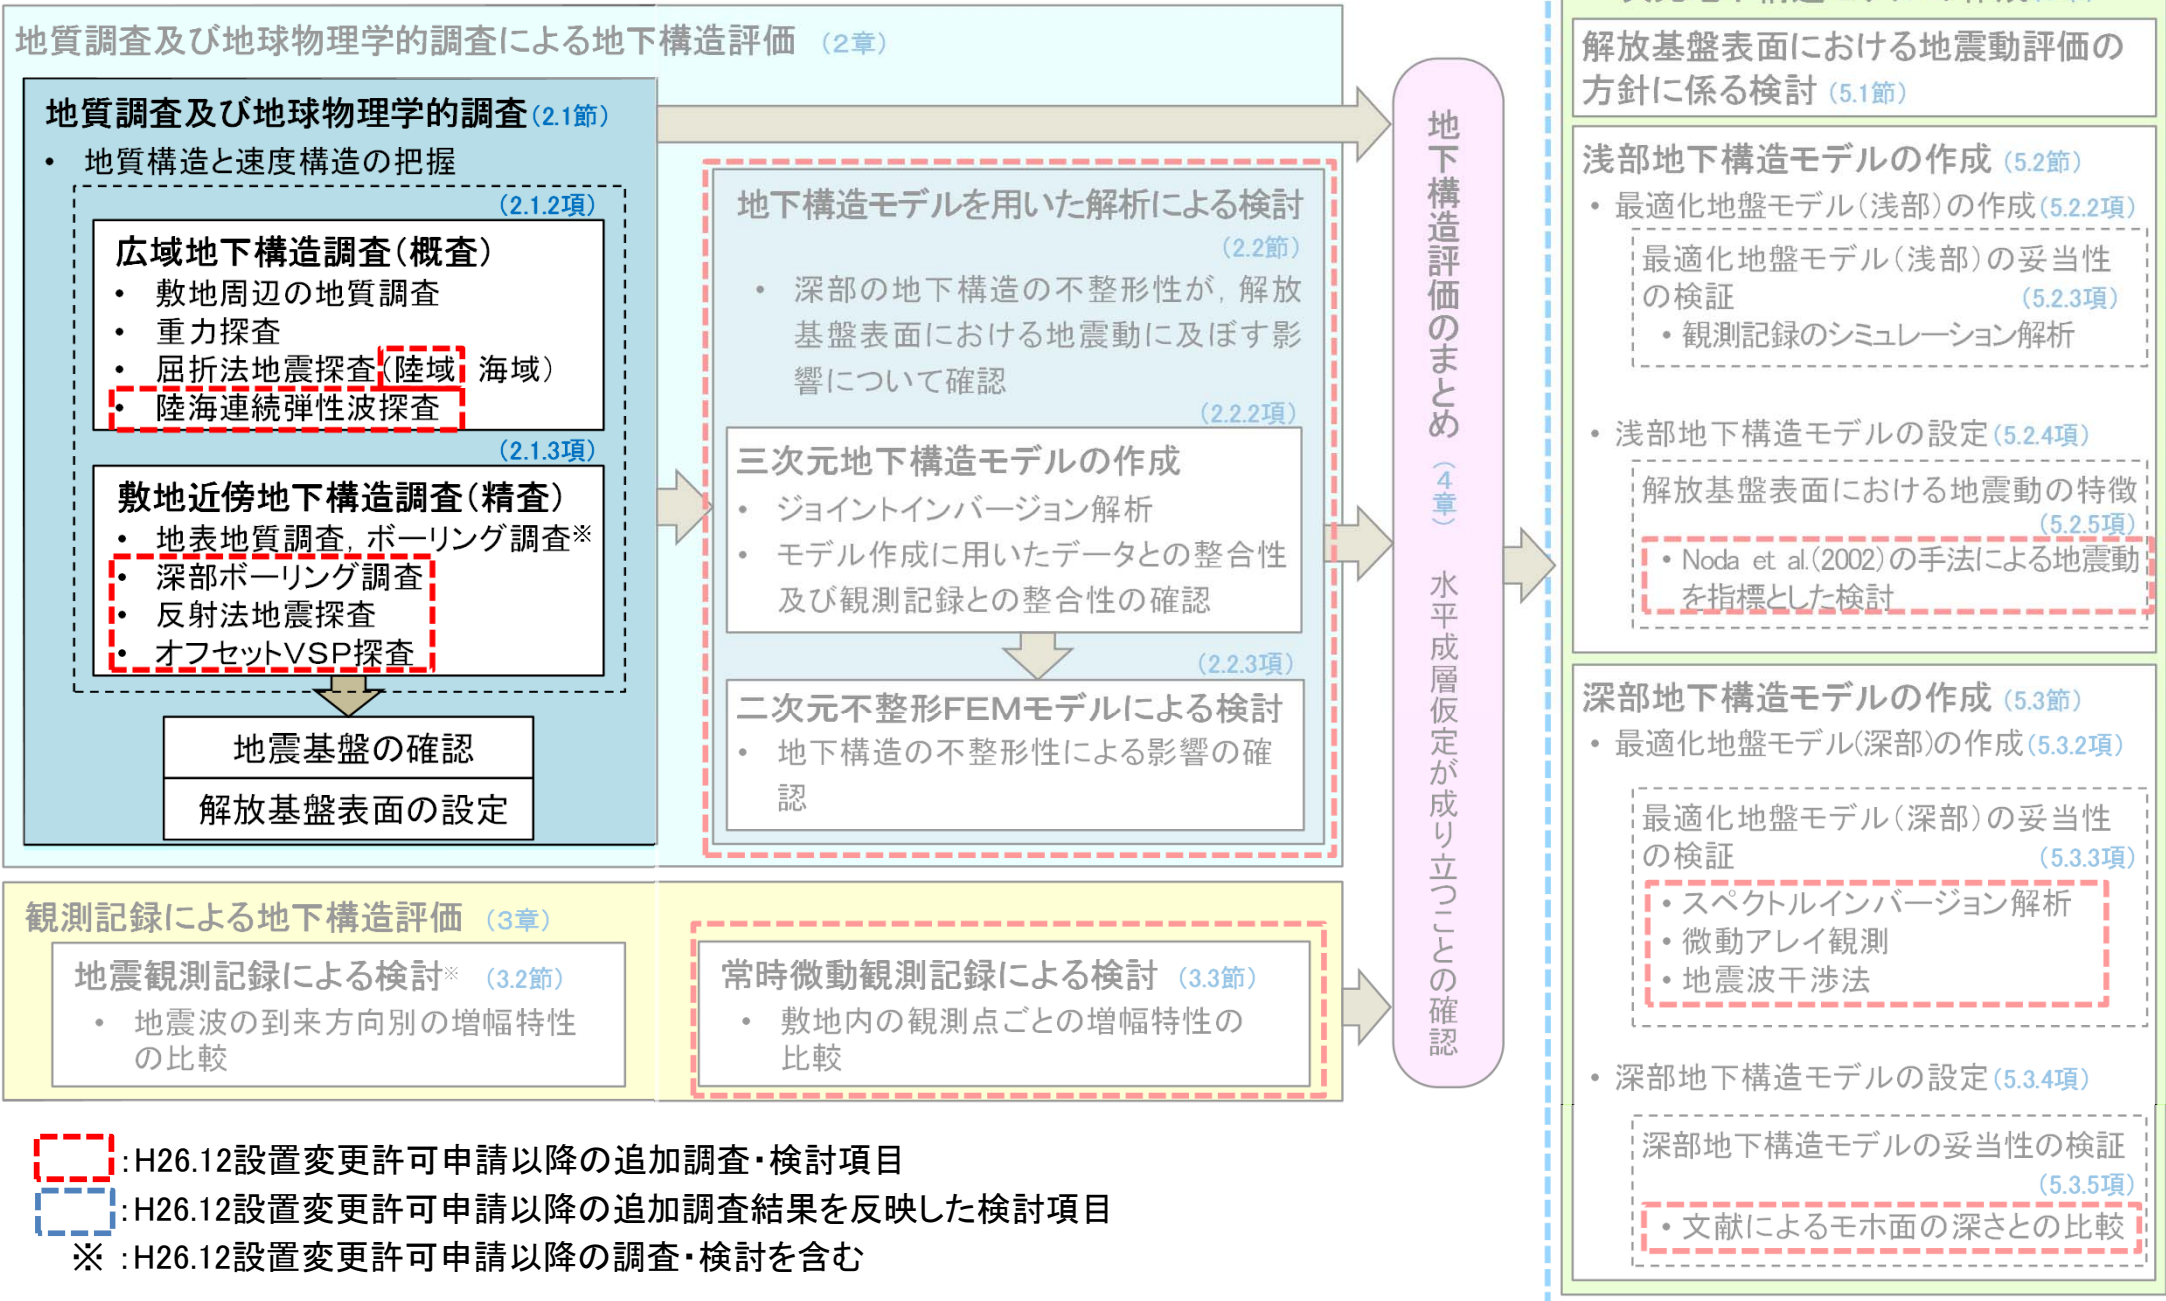 地質調査及び地球物理学的調査による地下構造評価 (2章)
地質調査及び地球物理学的調査(2.1節)
• 地質構造と速度構造の把握
(2.1.2項)
広域地下構造調査(概査)
• 敷地周辺の地質調査
• 重力探査
• 屈折法地震探査(陸域 海域)
• 陸海連続弾性波探査
(2.1.3項)
敷地近傍地下構造調査(精査)
• 地表地質調査, ボーリング調査※
• 深部ボーリング調査
• 反射法地震探査
• オフセットVSP探査
地震基盤の確認
解放基盤表面の設定
地下構造モデルを用いた解析による検討
(2.2節)
• 深部の地下構造の不整形性が, 解放
基盤表面における地震動に及ぼす影
響について確認
(2.2.2項)
三次元地下構造モデルの作成
• ジョイントインバージョン解析
• モデル作成に用いたデータとの整合性
及び観測記録との整合性の確認
(2.2.3項)
二次元不整形FEMモデルによる検討
• 地下構造の不整形性による影響の確
認
観測記録による地下構造評価 (3章)
地震観測記録による検討※ (3.2節)
• 地震波の到来方向別の増幅特性
の比較
常時微動観測記録による検討 (3.3節)
• 敷地内の観測点ごとの増幅特性の
比較
地下構造評価のまとめ (4章) 水平成層仮定が成り立つことの確認
解放基盤表面における地震動評価の
方針に係る検討 (5.1節)
浅部地下構造モデルの作成 (5.2節)
• 最適化地盤モデル(浅部)の作成(5.2.2項)
最適化地盤モデル(浅部)の妥当性
の検証 (5.2.3項)
• 観測記録のシミュレーション解析
• 浅部地下構造モデルの設定(5.2.4項)
解放基盤表面における地震動の特徴
(5.2.5項)
• Noda et al.(2002)の手法による地震動
を指標とした検討
深部地下構造モデルの作成 (5.3節)
• 最適化地盤モデル(深部)の作成(5.3.2項)
最適化地盤モデル(深部)の妥当性
の検証 (5.3.3項)
• スペクトルインバージョン解析
• 微動アレイ観測
• 地震波干渉法
• 深部地下構造モデルの設定(5.3.4項)
深部地下構造モデルの妥当性の検証
(5.3.5項)
• 文献によるモホ面の深さとの比較
:H26.12設置変更許可申請以降の追加調査・検討項目
:H26.12設置変更許可申請以降の追加調査結果を反映した検討項目
※ :H26.12設置変更許可申請以降の調査・検討を含む